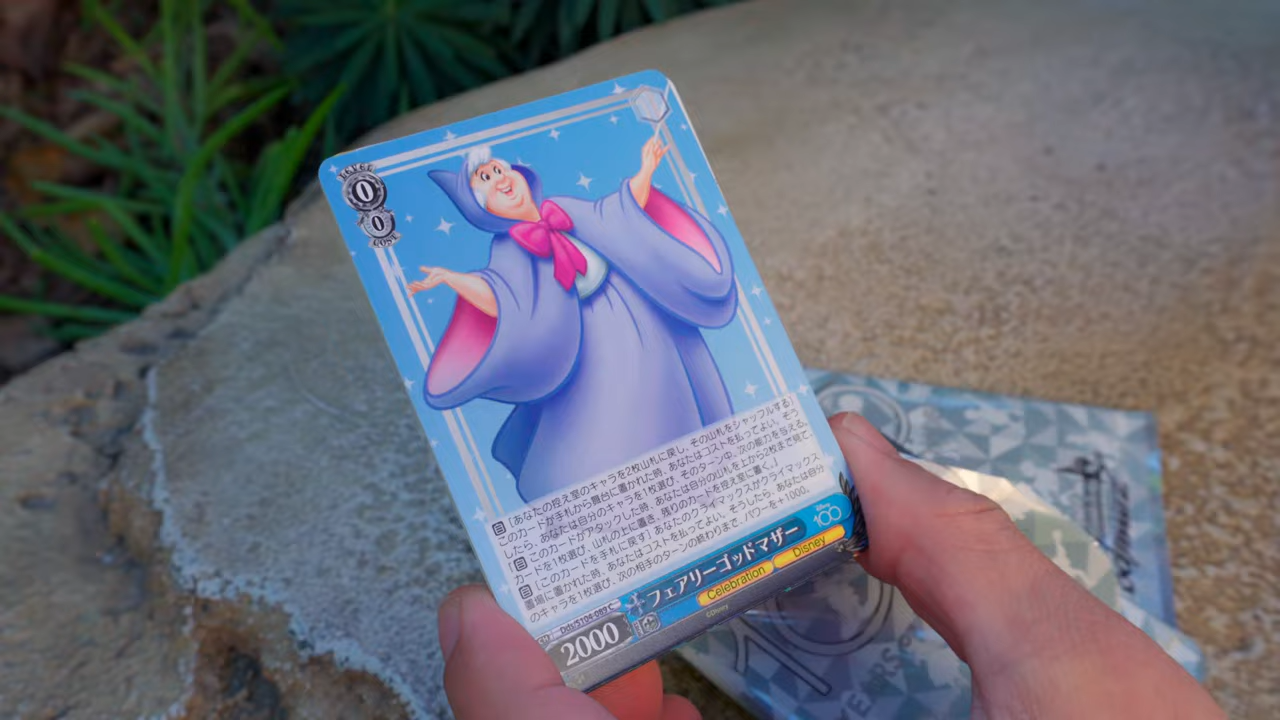 0
0
COST
[あなたの控え室のキャラを2枚山札に戻し、その山札をシャッフルする]
このカードが手札から舞台に置かれた時、あなたはコストを払ってよい。そう
したら、あなたは自分のキャラを1枚選び、そのターン中、次の能力を与える。
『このカードがアタックした時、あなたは自分の山札を上から2枚まで見て、
カードを1枚選び、山札の上に置き、残りのカードを控え室に置く。』
[このカードを手札に戻す] あなたのクライマックスがクライマックス
置場に置かれた時、あなたはコストを払ってよい。そうしたら、あなたは自分
のキャラを1枚選び、次の相手のターンの終わりまで、パワーを+1000。
Disney
100
フェアリーゴッドマザー
Dds/S104-089 C
2000
Celebration
Disney
©Disney